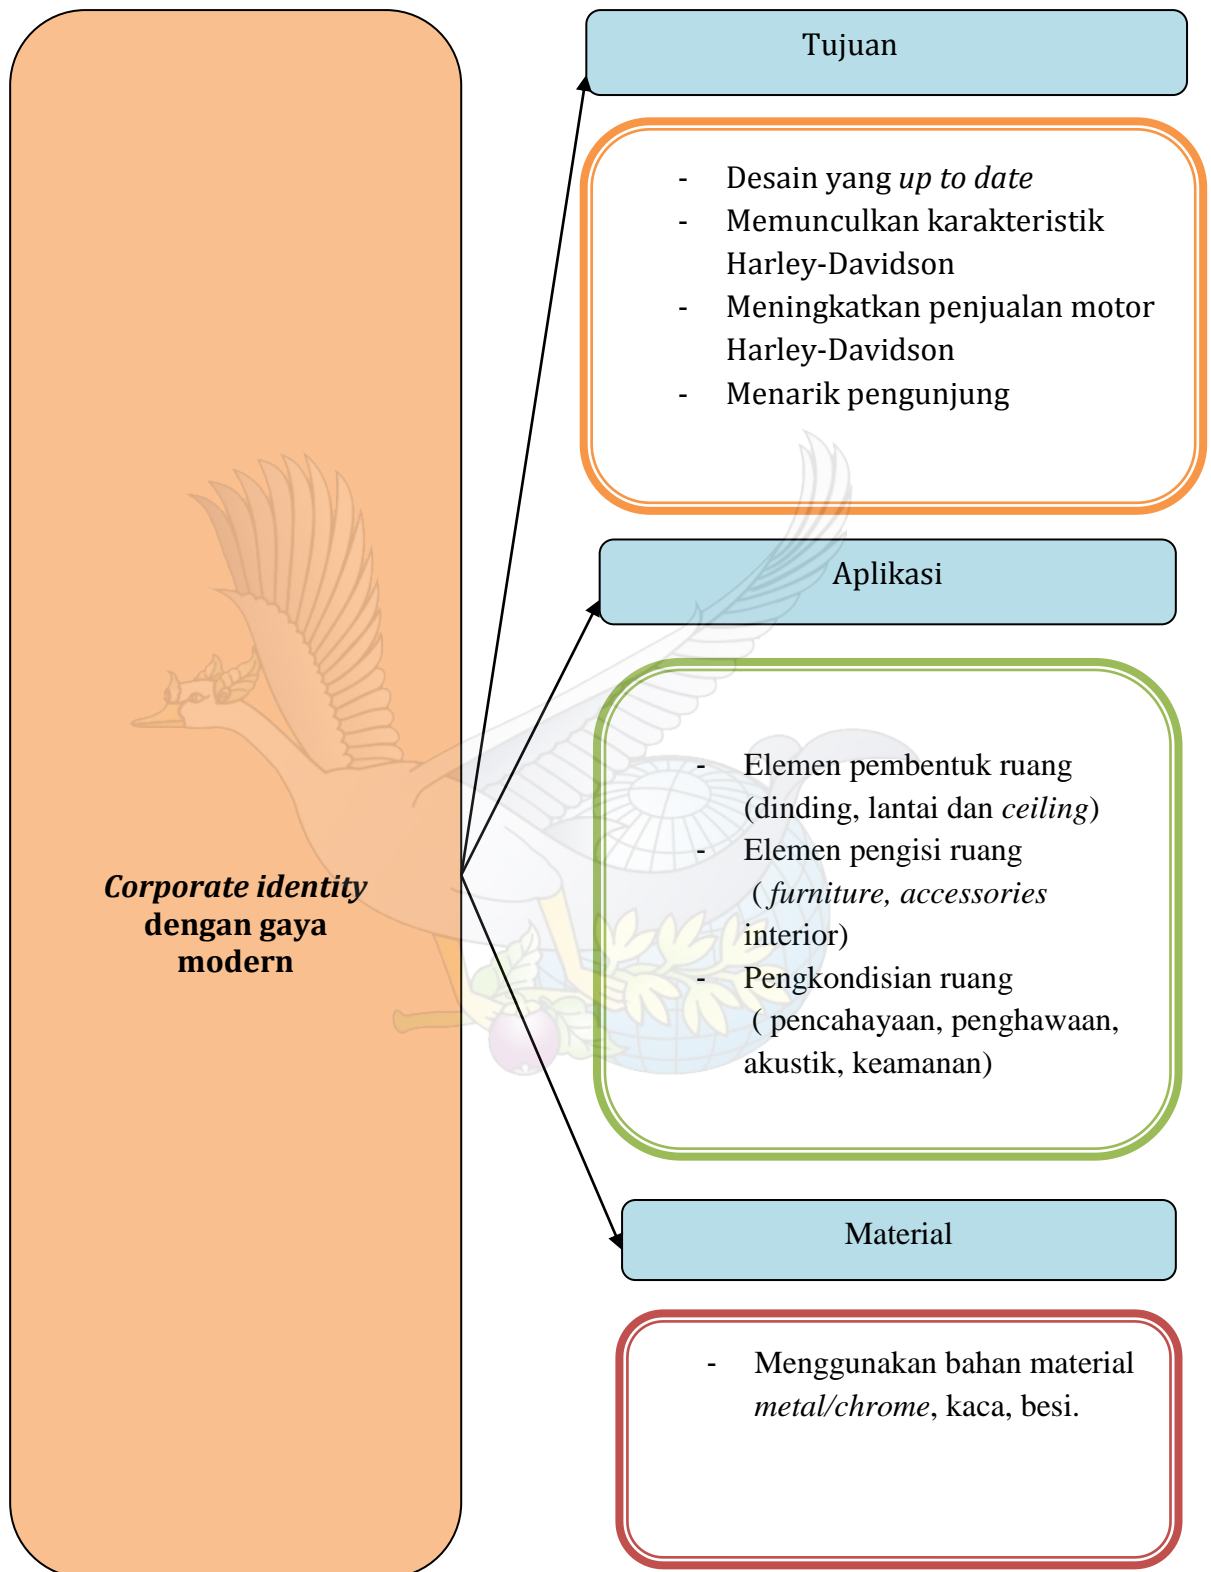 Corporate identity
dengan gaya
modern
Tujuan
- Desain yang up to date
- Memunculkan karakteristik
Harley-Davidson
- Meningkatkan penjualan motor
Harley-Davidson
- Menarik pengunjung
Aplikasi
- Elemen pembentuk ruang
(dinding, lantai dan ceiling)
- Elemen pengisi ruang
( furniture, accessories
interior)
- Pengkondisian ruang
( pencahayaan, penghawaan,
akustik, keamanan)
Material
- Menggunakan bahan material
metal/chrome, kaca, besi.